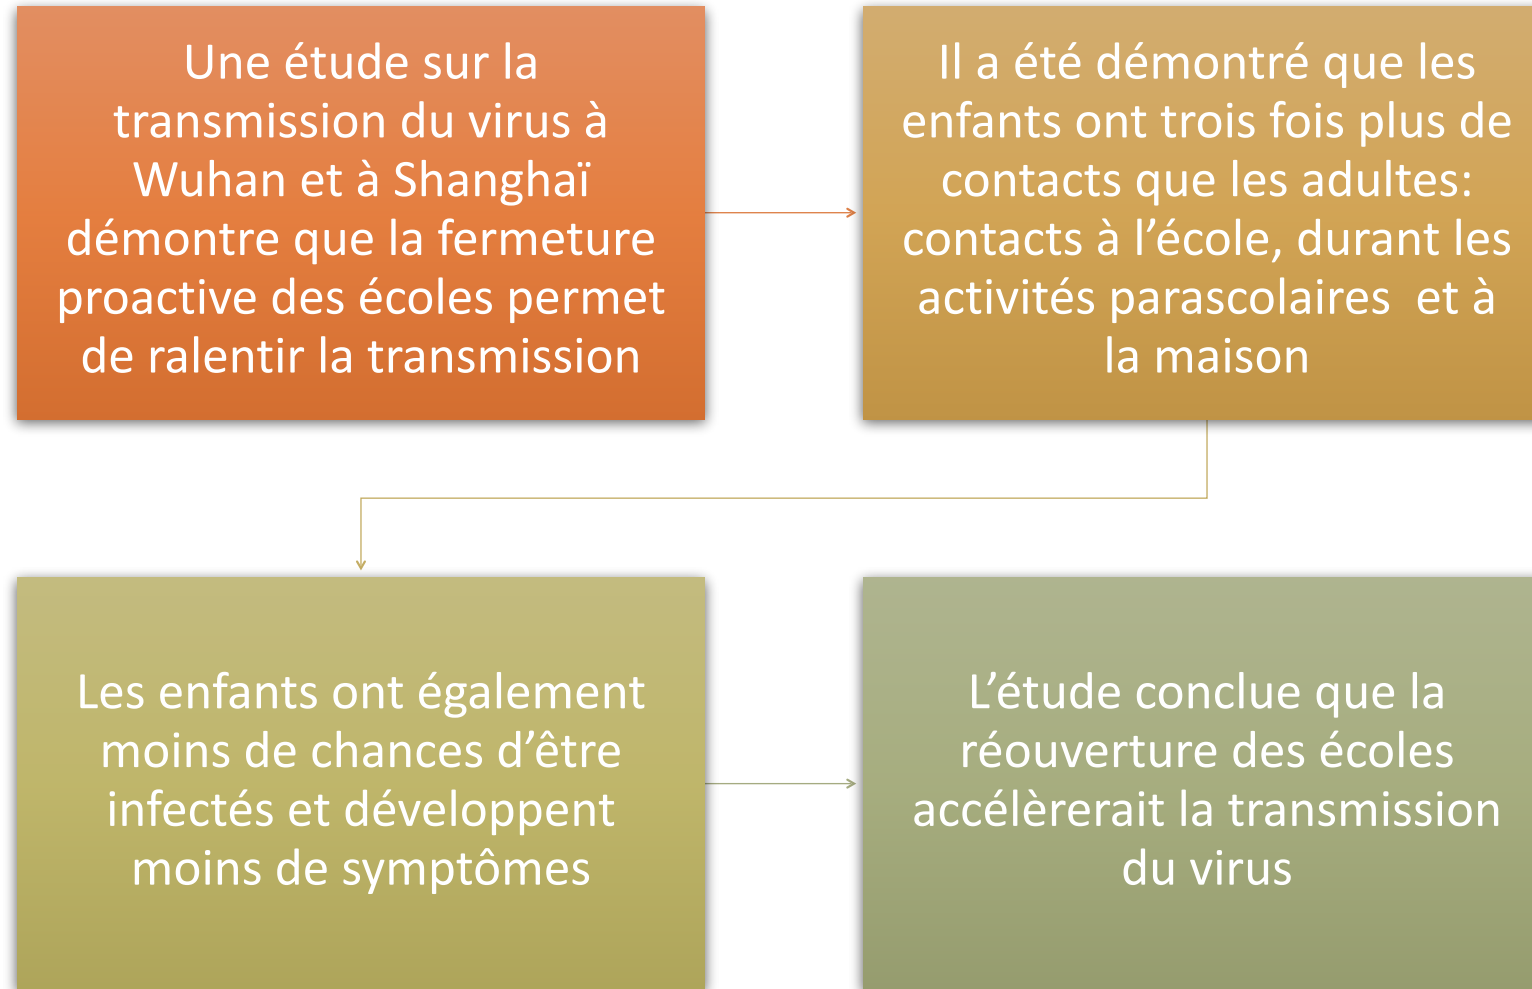 Une étude sur la
transmission du virus à
Wuhan et à Shanghaï
démontre que la fermeture
proactive des écoles permet
de ralentir la transmission
Il a été démontré que les
enfants ont trois fois plus de
contacts que les adultes:
contacts à l’école, durant les
activités parascolaires  et à
la maison
Les enfants ont également
moins de chances d’être
infectés et développent
moins de symptômes
L’étude conclue que la
réouverture des écoles
accélèrerait la transmission
du virus